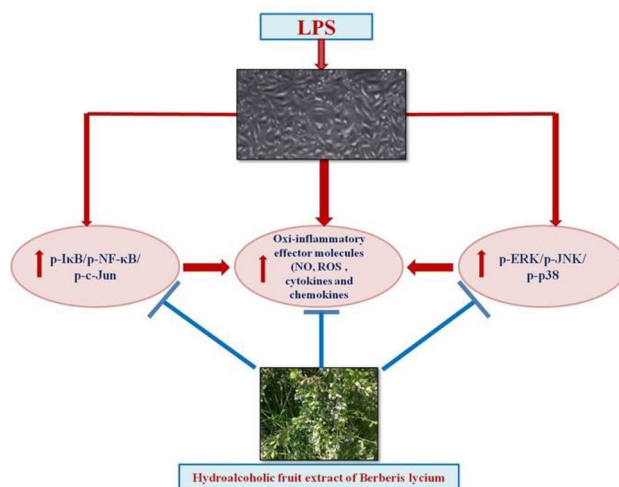 LPS
p-IκB/p-NF-κB/
p-c-Jun
Oxi-inflammatory
effector molecules
(NO, ROS ,
cytokines and
chemokines
p-ERK/p-JNK/
p-p38
Hydroalcoholic fruit extract of Berberis lycium